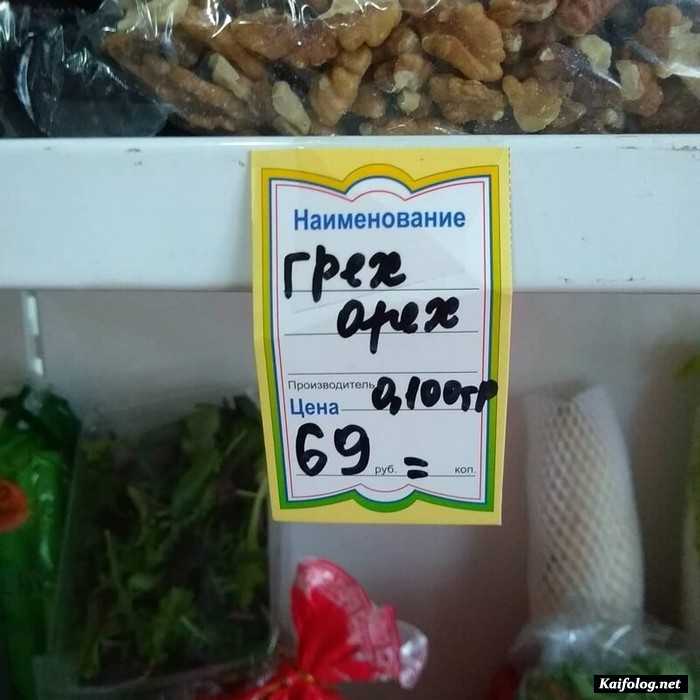 Наименование
грех
орех
Производитель
0,100гр
Цена
69 руб. = коп.
Kaifolog.net